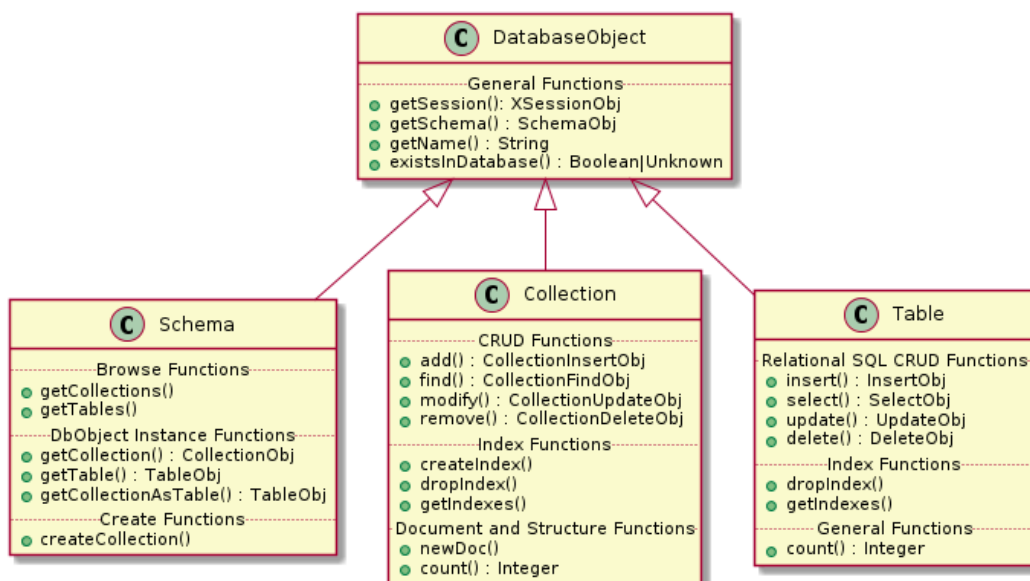 C DatabaseObject
General Functions
getSession(): XSessionObj
getSchema() : SchemaObj
getName() : String
existsInDatabase() : Boolean|Unknown
C Schema
Browse Functions
getCollections()
getTables()
DbObject Instance Functions
getCollection() : CollectionObj
getTable() : TableObj
getCollectionAsTable() : TableObj
Create Functions
createCollection()
C Collection
CRUD Functions
add() : CollectionInsertObj
find() : CollectionFindObj
modify() : CollectionUpdateObj
remove() : CollectionDeleteObj
Index Functions
createIndex()
dropIndex()
getIndexes()
Document and Structure Functions
newDoc()
count() : Integer
C Table
Relational SQL CRUD Functions
insert() : InsertObj
select() : SelectObj
update() : UpdateObj
delete() : DeleteObj
Index Functions
dropIndex()
getIndexes()
General Functions
count() : Integer